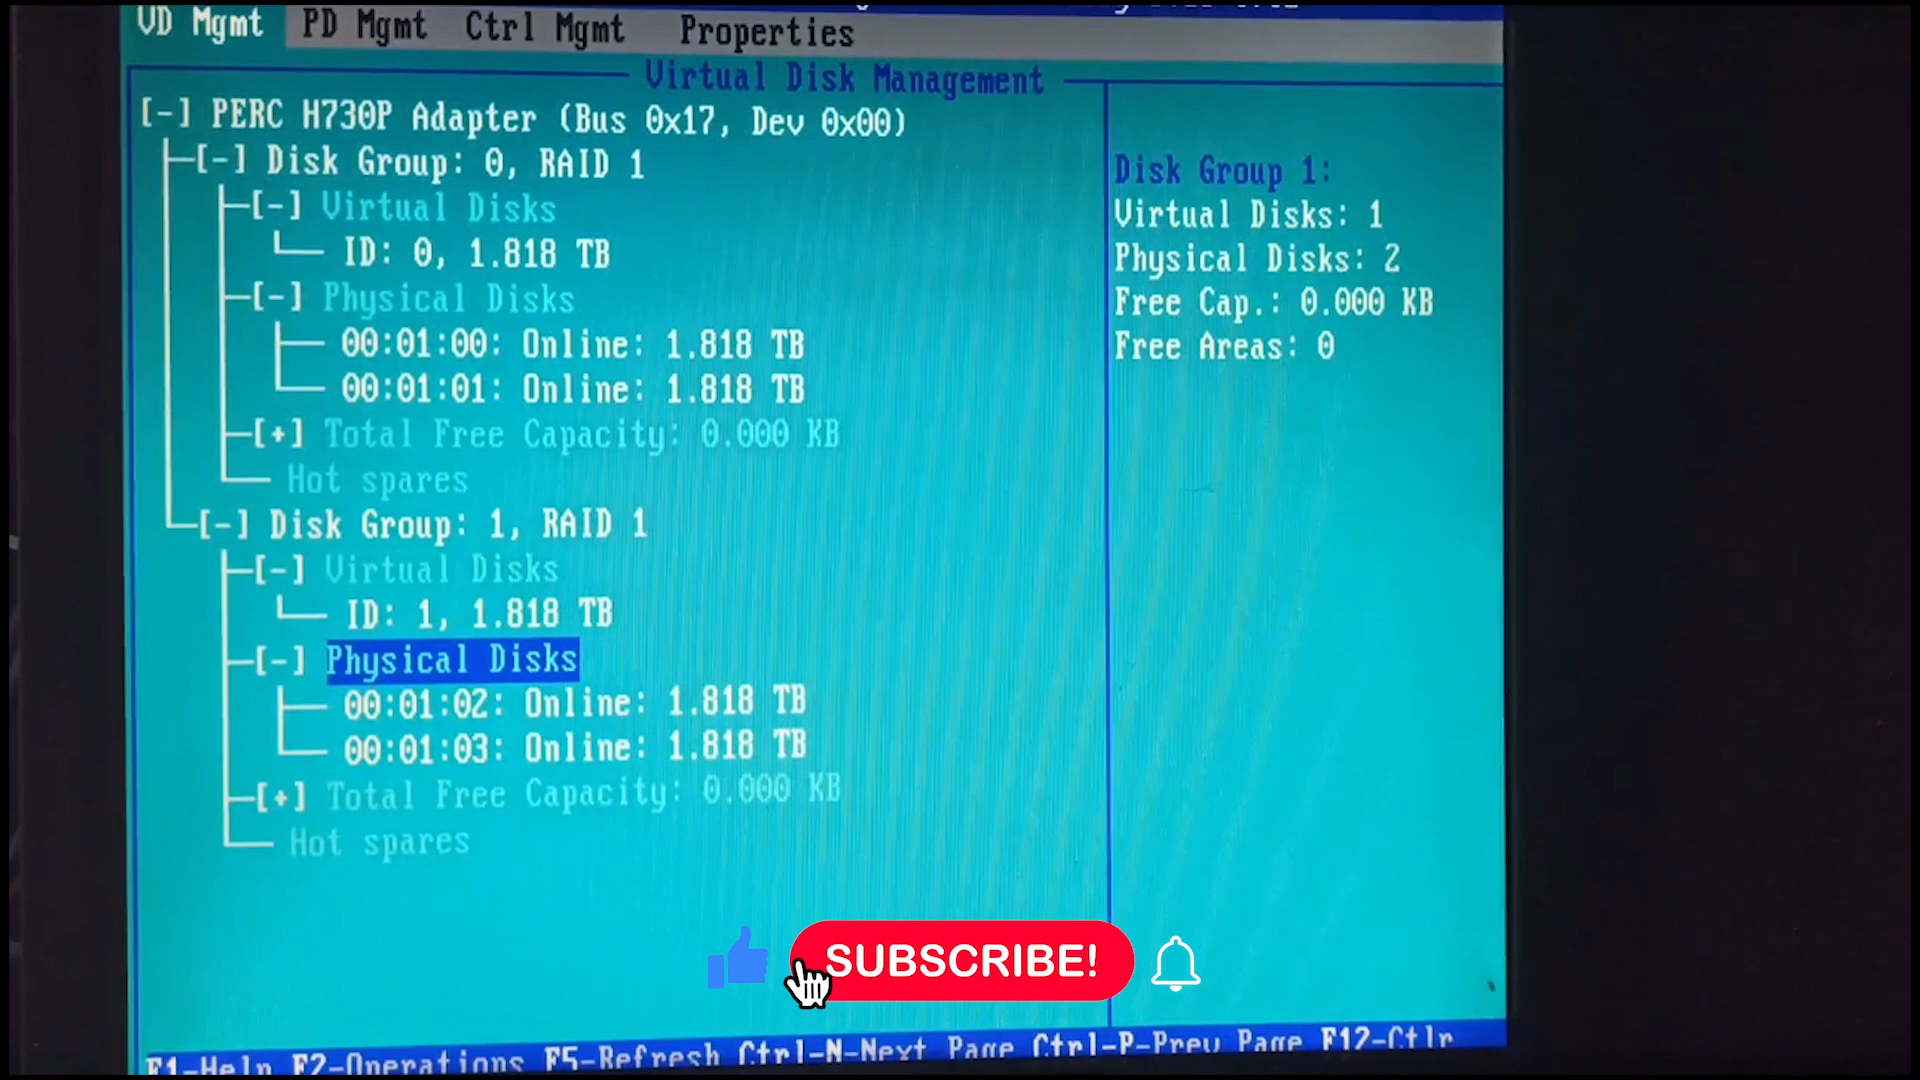 VD Mgmt PD Mgmt Ctrl Mgmt Properties
Virtual Disk Management
[-] PERC H730P Adapter (Bus 0x17, Dev 0x00)
[-] Disk Group: 0, RAID 1
[-] Virtual Disks
ID: 0, 1.818 TB
[-] Physical Disks
00:01:00: Online: 1.818 TB
00:01:01: Online: 1.818 TB
[+] Total Free Capacity: 0.000 KB
Hot spares
[-] Disk Group: 1, RAID 1
[-] Virtual Disks
ID: 1, 1.818 TB
[-] Physical Disks
00:01:02: Online: 1.818 TB
00:01:03: Online: 1.818 TB
[+] Total Free Capacity: 0.000 KB
Hot spares
Disk Group 1:
Virtual Disks: 1
Physical Disks: 2
Free Cap.: 0.000 KB
Free Areas: 0
SUBSCRIBE!
F1-Help F2-Operations F5-Refresh Ctrl-N-Next Page Ctrl-P-Prev Page F12-Ctlr